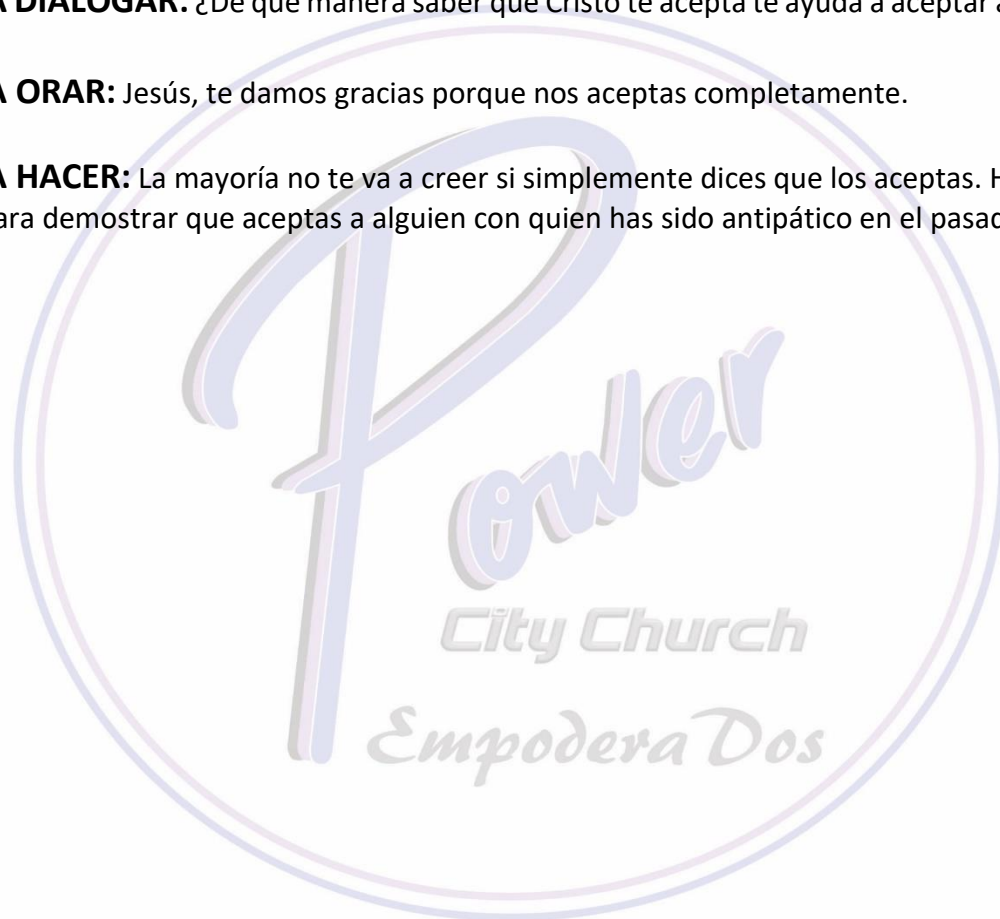 A DIALOGAR: ¿De qué manera saber que Cristo te acepta te ayuda a aceptar a
A ORAR: Jesús, te damos gracias porque nos aceptas completamente.
A HACER: La mayoría no te va a creer si simplemente dices que los aceptas. H
ara demostrar que aceptas a alguien con quien has sido antipático en el pasad
Power
City Church
Empodera Dos